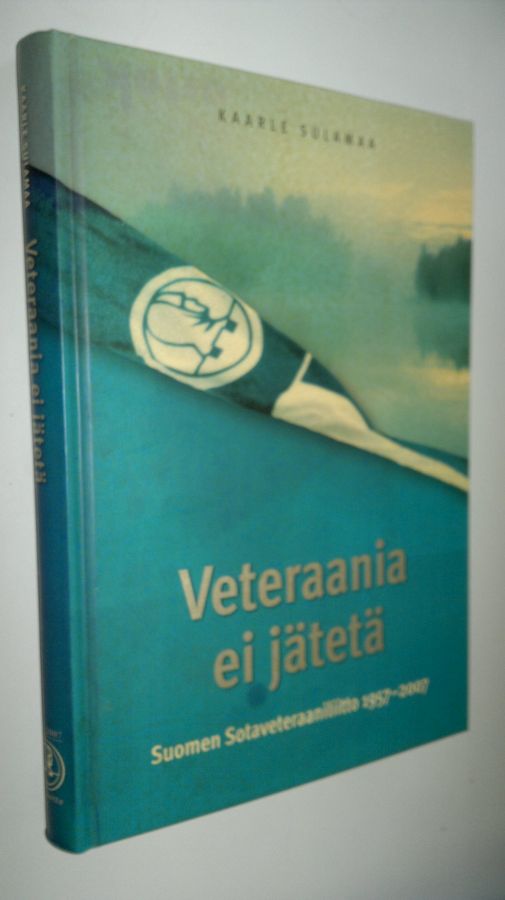 KAARLE SULAMAA
Veteraania
ei jätetä
Suomen Sotaveteraaniliitto 1957–2007
KAARLE SULAMAA
Veteraania ei jätetä